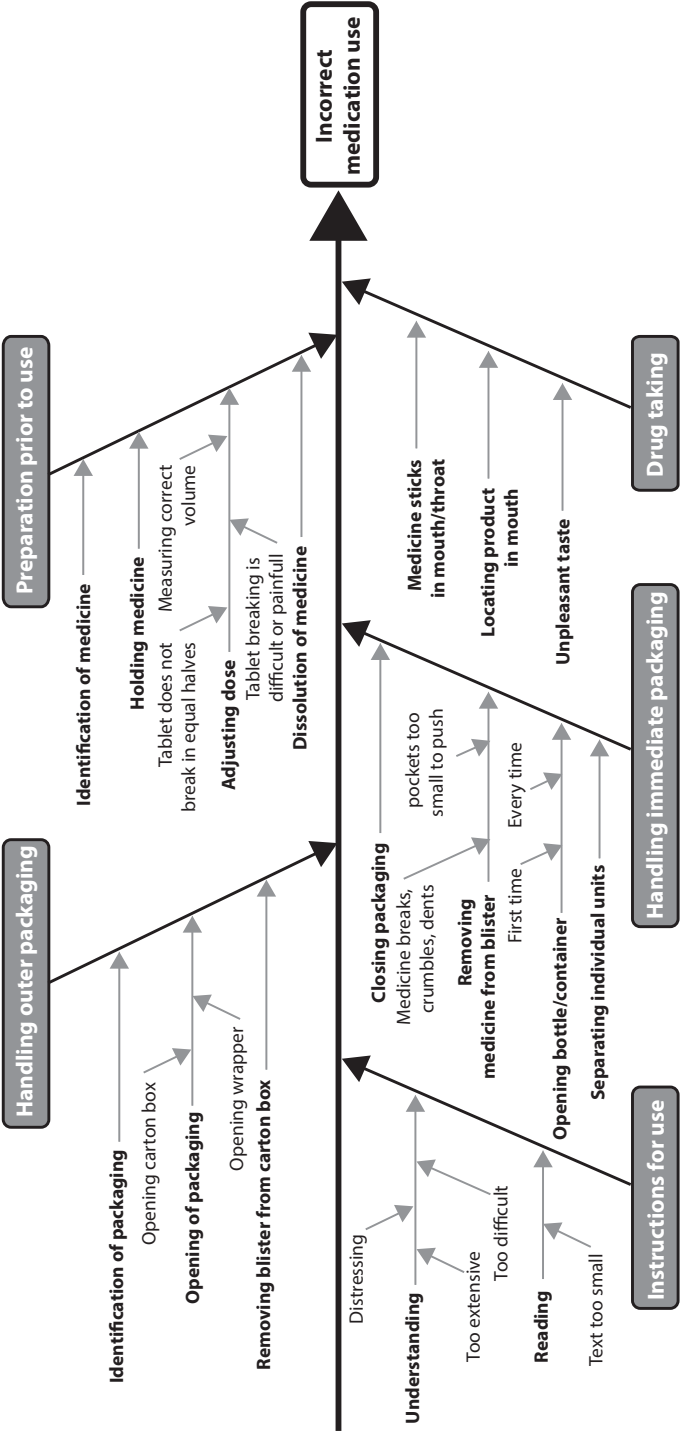 Handling outer packaging
Identification of packaging
Opening carton box
Opening of packaging
Opening wrapper
Removing blister from carton box
Preparation prior to use
Identification of medicine
Holding medicine
Tablet does not
break in equal halves
Measuring correct
volume
Adjusting dose
Tablet breaking is
difficult or painfull
Dissolution of medicine
Incorrect
medication use
Distressing
Understanding
Too extensive
Too difficult
Reading
Text too small
Instructions for use
Closing packaging
Medicine breaks,
crumbles, dents
pockets too
small to push
Removing
medicine from blister
First time
Every time
Opening bottle/container
Separating individual units
Handling immediate packaging
Medicine sticks
in mouth/throat
Locating product
in mouth
Unpleasant taste
Drug taking